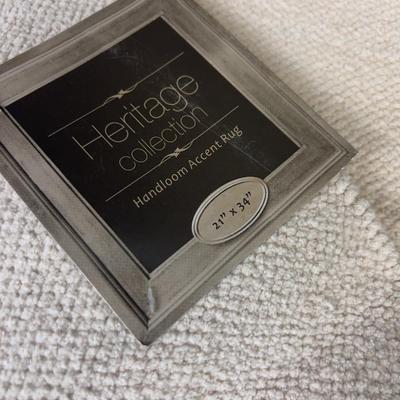 Heritage
collection
Handloom Accent Rug
21" x 34"